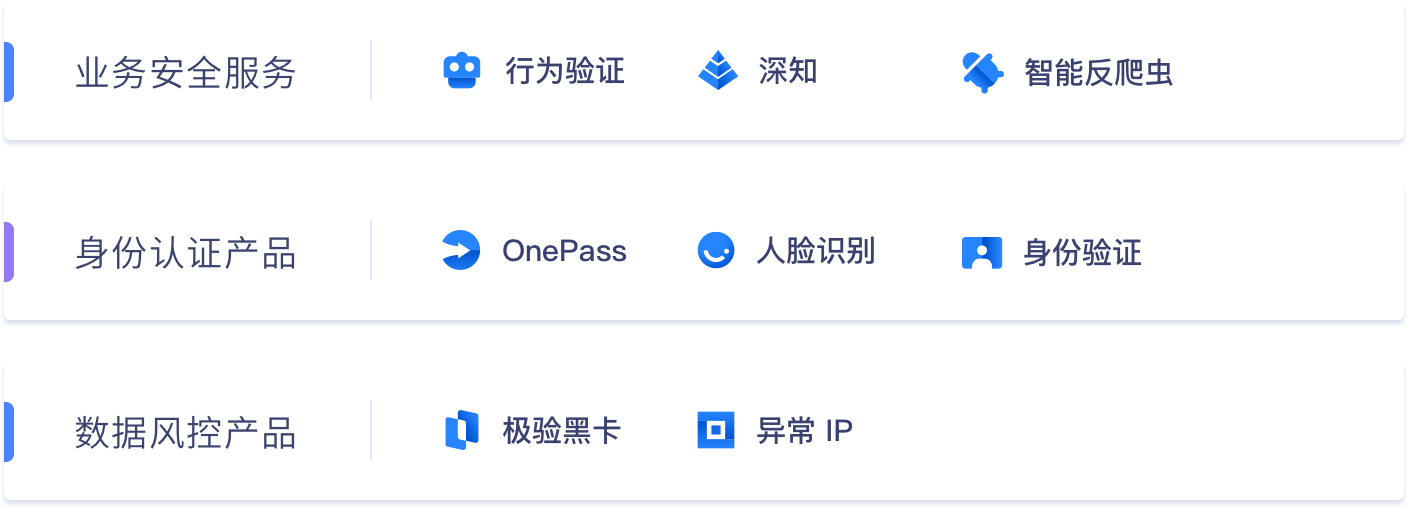 业务安全服务 行为验证 深知 智能反爬虫
身份认证产品 OnePass 人脸识别 身份验证
数据风控产品 极验黑卡 异常 IP